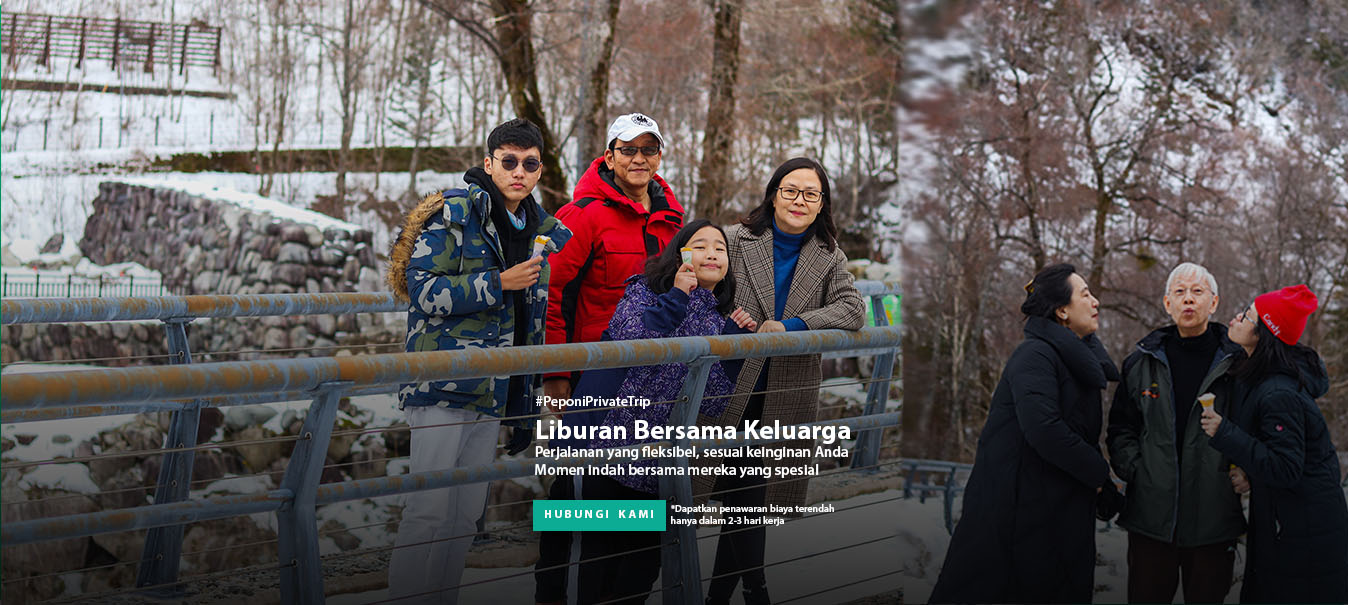 #PeponiPrivateTrip
Liburan Bersama Keluarga
Perjalanan yang fleksibel, sesuai keinginan Anda
Momen indah bersama mereka yang spesial
HUBUNGI KAMI
*Dapatkan penawaran biaya terendah
hanya dalam 2-3 hari kerja